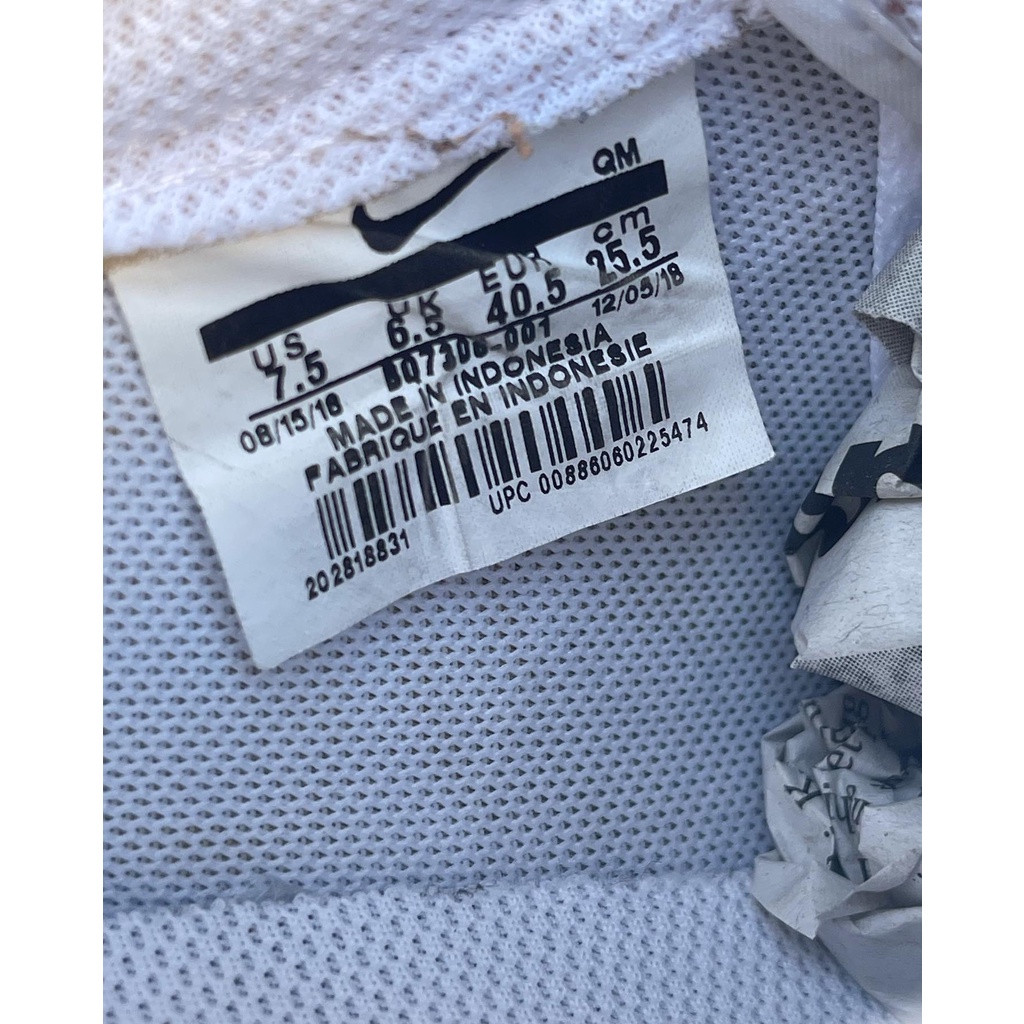 QM
US UK EUR cm
7.5 6.5 40.5 25.5
08/15/18 12/05/18
MADE IN INDONESIA
FABRIQUE EN INDONESIE
202818831 UPC 00886060225474